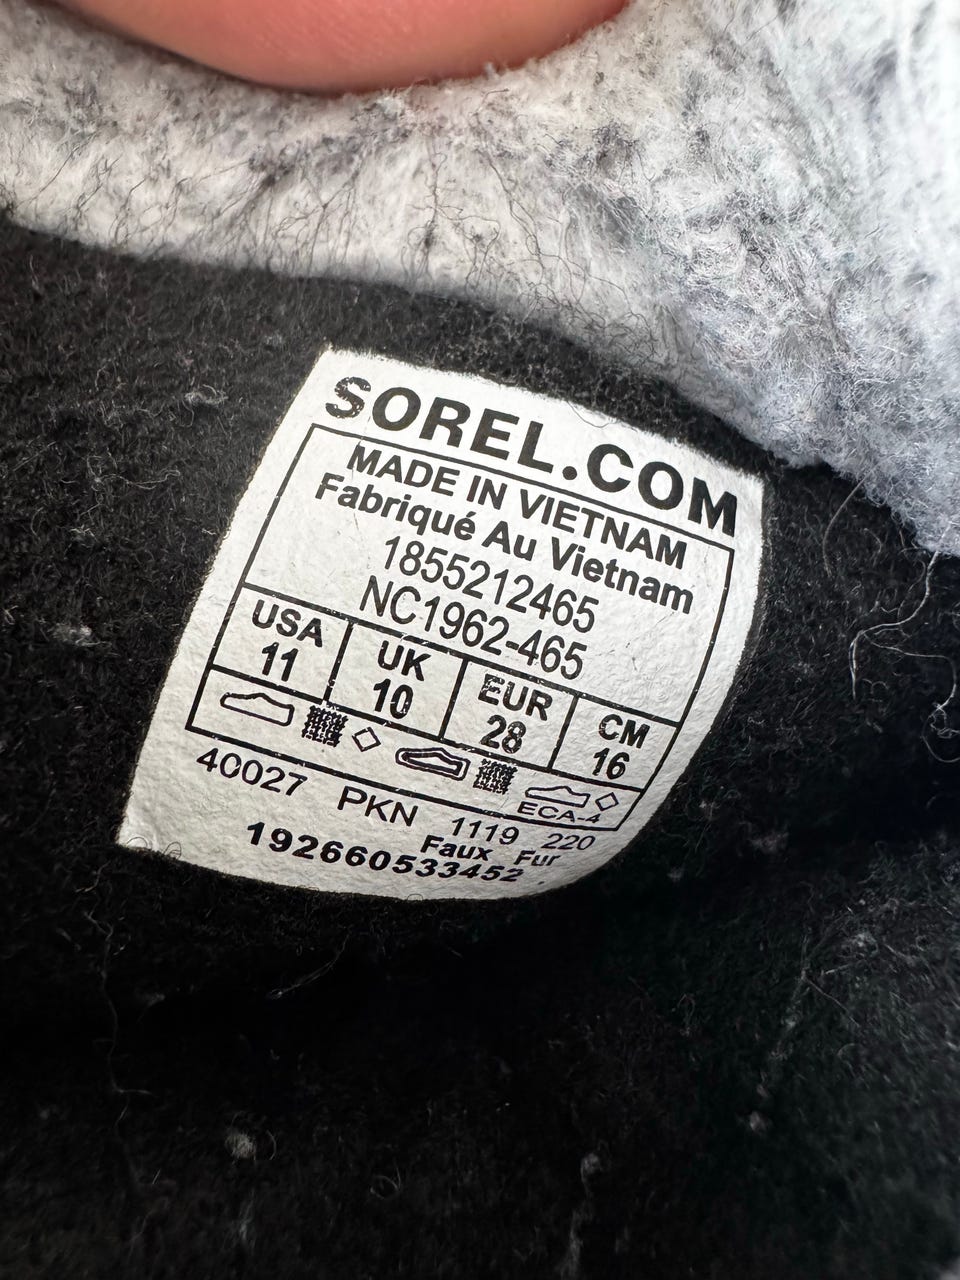 SOREL.COM
MADE IN VIETNAM
Fabriqué Au Vietnam
1855212465
NC1962-465
USA UK EUR CM
11 10 28 16
ECA-4
40027 PKN 1119 220
Faux Fur
192660533452